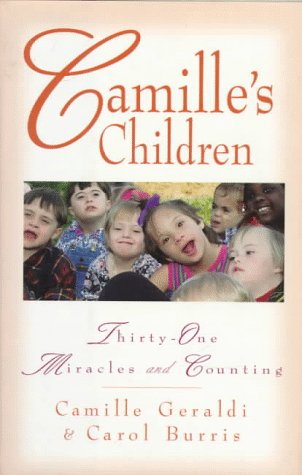 Camille's
Children
Thirty-One
Miracles and Counting
Camille Geraldi
& Carol Burris